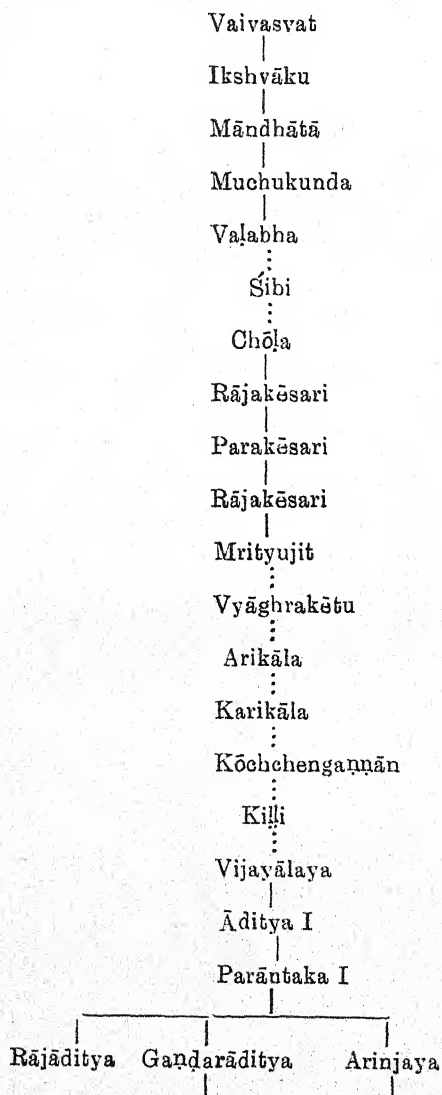 Vaivasvat
Ikshvāku
Māndhātā
Muchukunda
Vaḷabha
Śibi
Chōḷa
Rājakēsari
Parakēsari
Rājakēsari
Mrityujit
Vyāghrakētu
Arikāla
Karikāla
Kōchchengaṇṇān
Kiḷḷi
Vijayālaya
Āditya I
Parāntaka I
Rājāditya Gaṇḍarāditya Arinjaya